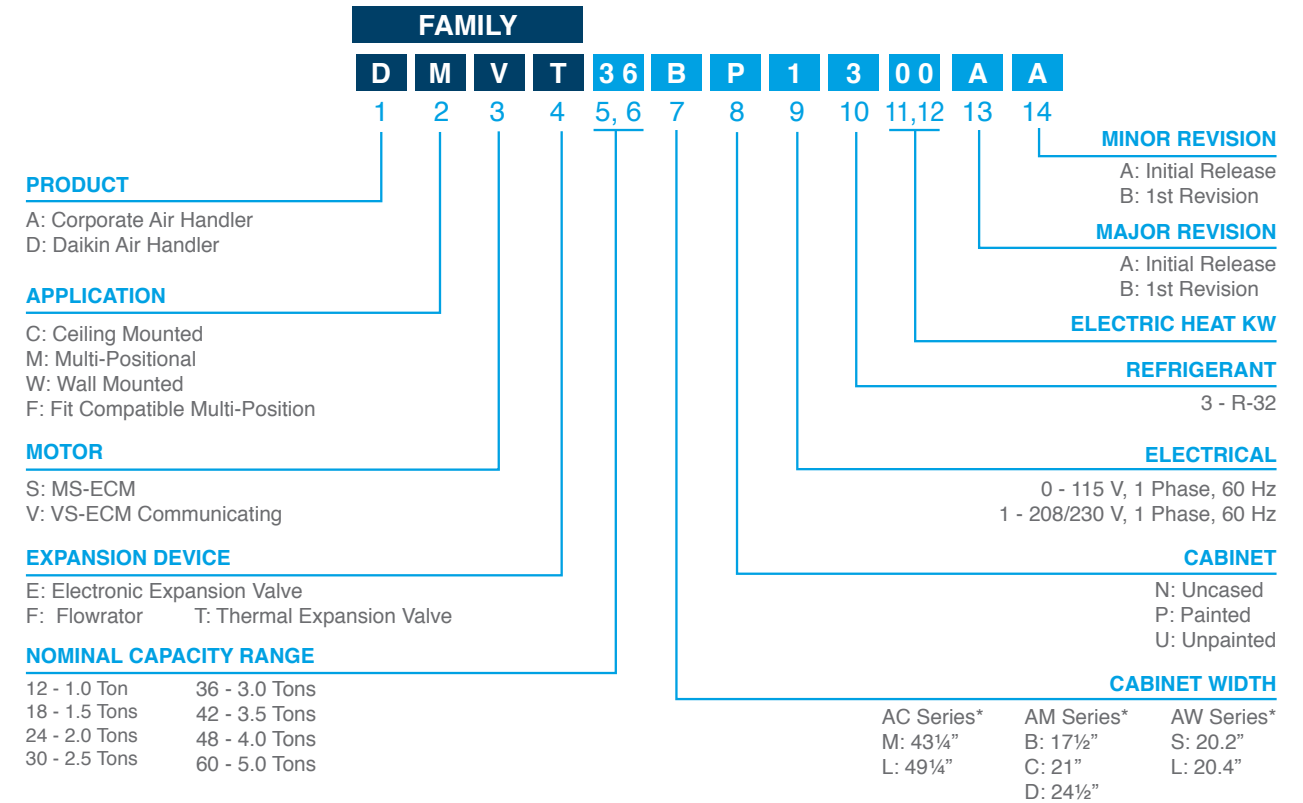 FAMILY
D M V T 36 B P 1 3 00 A A
1 2 3 4 5, 6 7 8 9 10 11,12 13 14
PRODUCT
A: Corporate Air Handler
D: Daikin Air Handler
APPLICATION
C: Ceiling Mounted
M: Multi-Positional
W: Wall Mounted
F: Fit Compatible Multi-Position
MOTOR
S: MS-ECM
V: VS-ECM Communicating
EXPANSION DEVICE
E: Electronic Expansion Valve
F: Flowrator T: Thermal Expansion Valve
NOMINAL CAPACITY RANGE
12 - 1.0 Ton 36 - 3.0 Tons
18 - 1.5 Tons 42 - 3.5 Tons
24 - 2.0 Tons 48 - 4.0 Tons
30 - 2.5 Tons 60 - 5.0 Tons
MINOR REVISION
A: Initial Release
B: 1st Revision
MAJOR REVISION
A: Initial Release
B: 1st Revision
ELECTRIC HEAT KW
REFRIGERANT
3 - R-32
ELECTRICAL
0 - 115 V, 1 Phase, 60 Hz
1 - 208/230 V, 1 Phase, 60 Hz
CABINET
N: Uncased
P: Painted
U: Unpainted
CABINET WIDTH
AC Series* AM Series* AW Series*
M: 43¼” B: 17½” S: 20.2”
L: 49¼” C: 21” L: 20.4”
D: 24½”